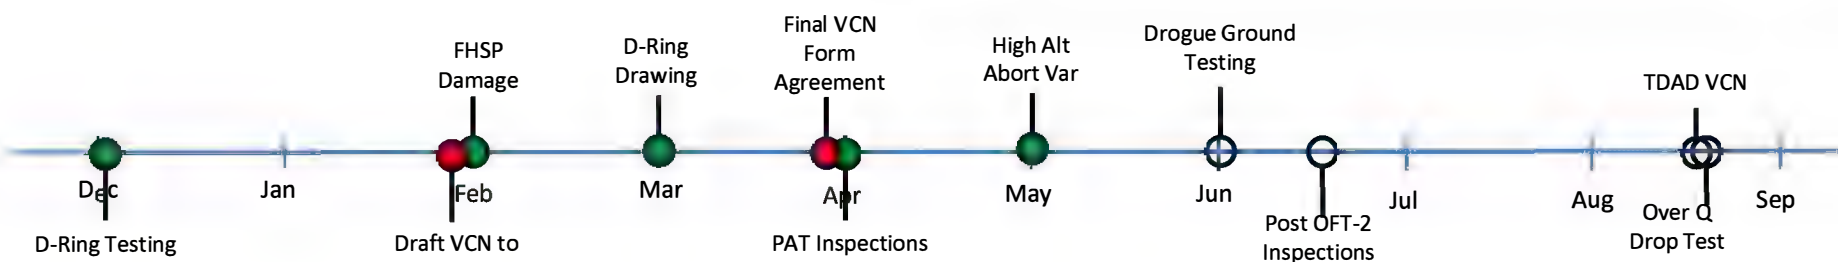 FHSP
Damage
D-Ring
Drawing
Final VCN
Form
Agreement
High Alt
Abort Var
Drogue Ground
Testing
TDAD VCN
Dec
Jan
Feb
Mar
Apr
May
Jun
Jul
Aug
Sep
D-Ring Testing
Draft VCN to
PAT Inspections
Post OFT-2
Inspections
Over Q
Drop Test